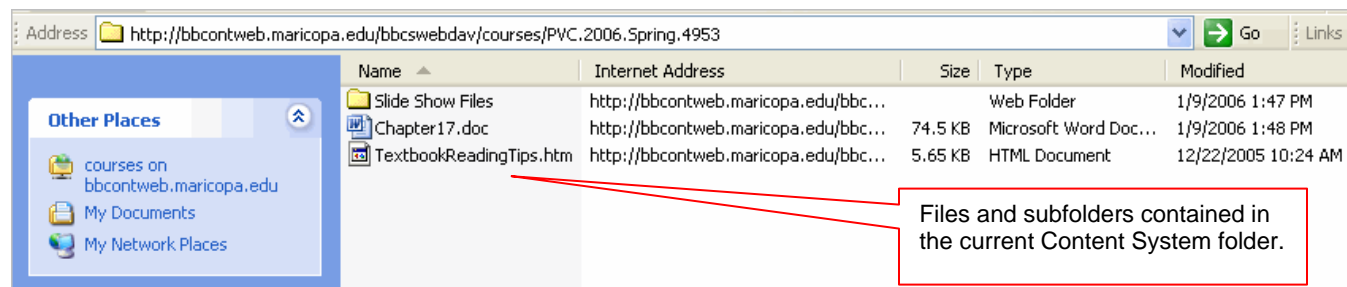 Address http://bbcontweb.maricopa.edu/bbcswebdav/courses/PVC.2006.Spring.4953 Go Links
Name Internet Address Size Type Modified
Slide Show Files http://bbcontweb.maricopa.edu/bbc... Web Folder 1/9/2006 1:47 PM
Chapter17.doc http://bbcontweb.maricopa.edu/bbc... 74.5 KB Microsoft Word Doc... 1/9/2006 1:48 PM
TextbookReadingTips.htm http://bbcontweb.maricopa.edu/bbc... 5.65 KB HTML Document 12/22/2005 10:24 AM
Other Places
courses on
bbcontweb.maricopa.edu
My Documents
My Network Places
Files and subfolders contained in
the current Content System folder.